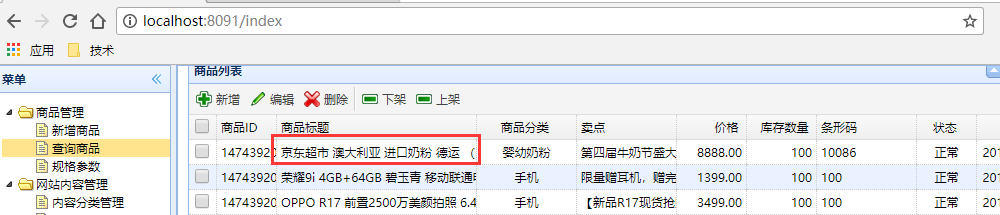 localhost:8091/index
应用 技术
菜单 商品列表
商品管理
新增商品
查询商品
规格参数
网站内容管理
内容分类管理
新增 编辑 删除 下架 上架
商品ID 商品标题 商品分类 卖点 价格 库存数量 条形码 状态
14743920 京东超市 澳大利亚 进口奶粉 德运 ( 婴幼奶粉 第四届牛奶节盛大 8888.00 100 10086 正常 201
14743920 荣耀9i 4GB+64GB 碧玉青 移动联通 手机 限量赠耳机，赠完 1399.00 100 正常 201
14743920 OPPO R17 前置2500万美颜拍照 6.4 手机 【新品R17现货抢 3499.00 100 正常 201